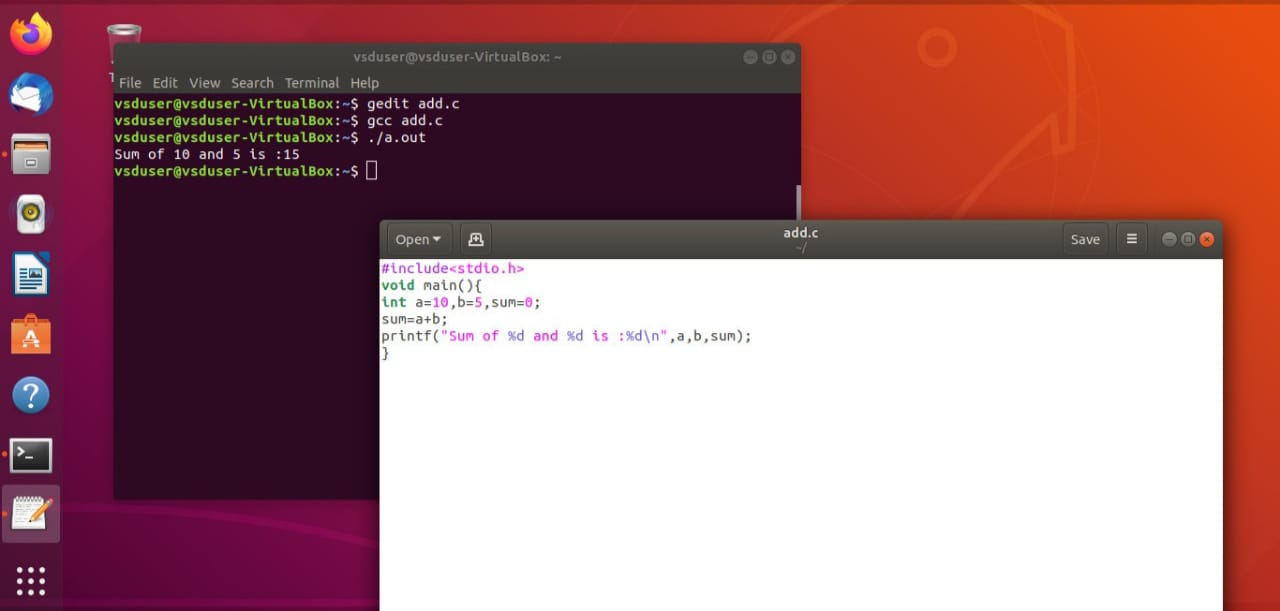 vsduser@vsduser-VirtualBox: ~
File Edit View Search Terminal Help
vsduser@vsduser-VirtualBox:~$ gedit add.c
vsduser@vsduser-VirtualBox:~$ gcc add.c
vsduser@vsduser-VirtualBox:~$ ./a.out
Sum of 10 and 5 is :15
vsduser@vsduser-VirtualBox:~$
Open
add.c
~/
Save
#include<stdio.h>
void main(){
int a=10,b=5,sum=0;
sum=a+b;
printf("Sum of %d and %d is :%d\n",a,b,sum);
}